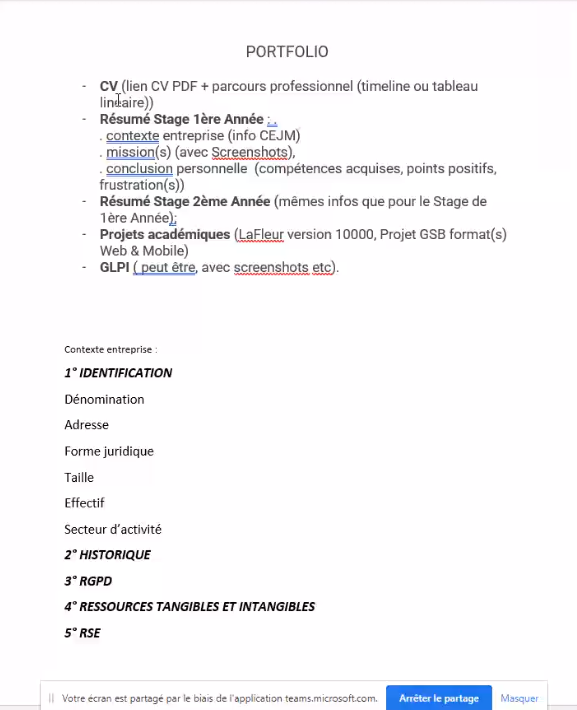 PORTFOLIO
- CV (lien CV PDF + parcours professionnel (timeline ou tableau
linéaire))
- Résumé Stage 1ère Année : .
. contexte entreprise (info CEJM)
. mission(s) (avec Screenshots),
. conclusion personnelle (compétences acquises, points positifs,
frustration(s))
- Résumé Stage 2ème Année (mêmes infos que pour le Stage de
1ère Année);
- Projets académiques (LaFleur version 10000, Projet GSB format(s)
Web & Mobile)
- GLPI ( peut être, avec screenshots etc).
Contexte entreprise :
1° IDENTIFICATION
Dénomination
Adresse
Forme juridique
Taille
Effectif
Secteur d'activité
2° HISTORIQUE
3° RGPD
4° RESSOURCES TANGIBLES ET INTANGIBLES
5° RSE
Votre écran est partagé par le biais de l'application teams.microsoft.com. Arrêter le partage Masquer